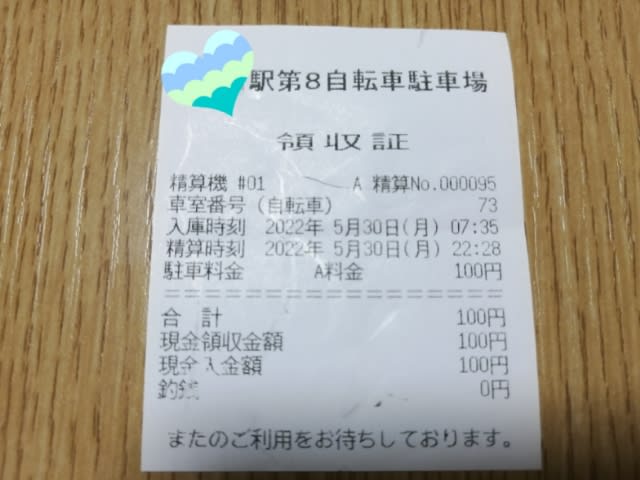 駅第8自転車駐車場
領収証
精算機 #01 A 精算No.000095
車室番号(自転車) 73
入庫時刻 2022年 5月30日(月) 07:35
精算時刻 2022年 5月30日(月) 22:28
駐車料金 A料金 100円
==============================
合 計 100円
現金領収金額 100円
現金入金額 100円
釣銭 0円
またのご利用をお待ちしております。